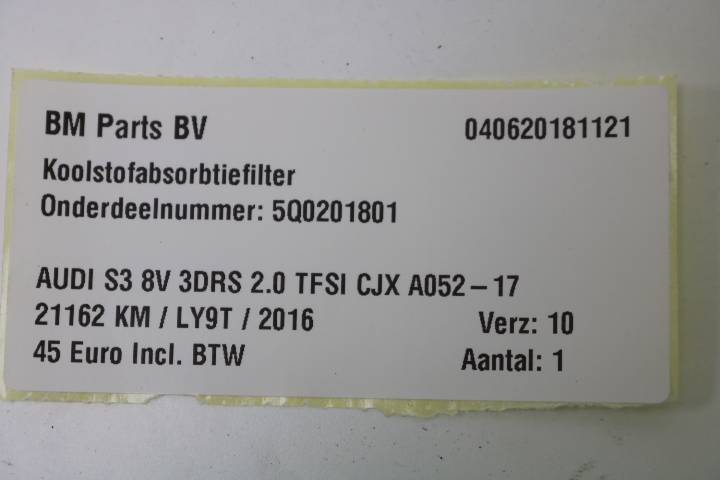 BM Parts BV 040620181121
Koolstofabsorbtiefilter
Onderdeelnummer: 5Q0201801
AUDI S3 8V 3DRS 2.0 TFSI CJX A052-17
21162 KM / LY9T / 2016 Verz: 10
45 Euro Incl. BTW Aantal: 1